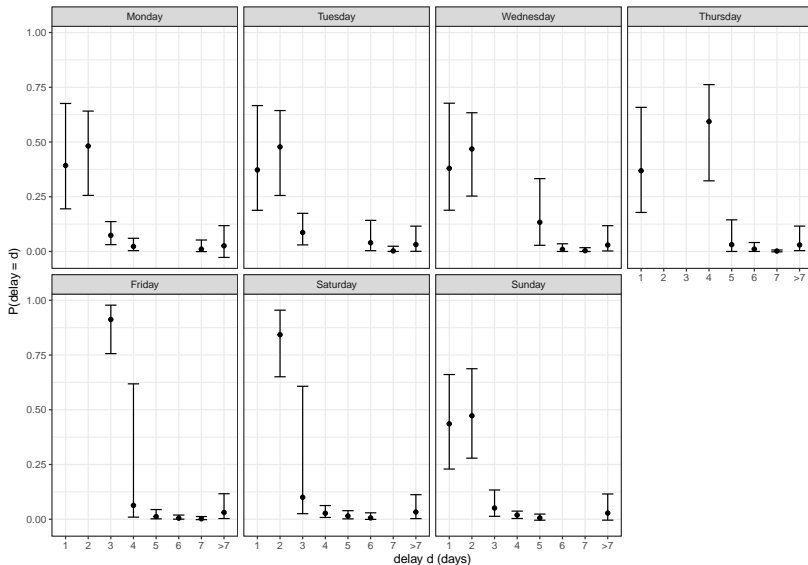 Monday Tuesday Wednesday Thursday
1.00
0.75
0.50
0.25
0.00
1 2 3 4 5 6 7 >7
Friday Saturday Sunday
1.00
0.75
0.50
0.25
0.00
1 2 3 4 5 6 7 >7 1 2 3 4 5 6 7 >7 1 2 3 4 5 6 7 >7
P(delay = d)
delay d (days)